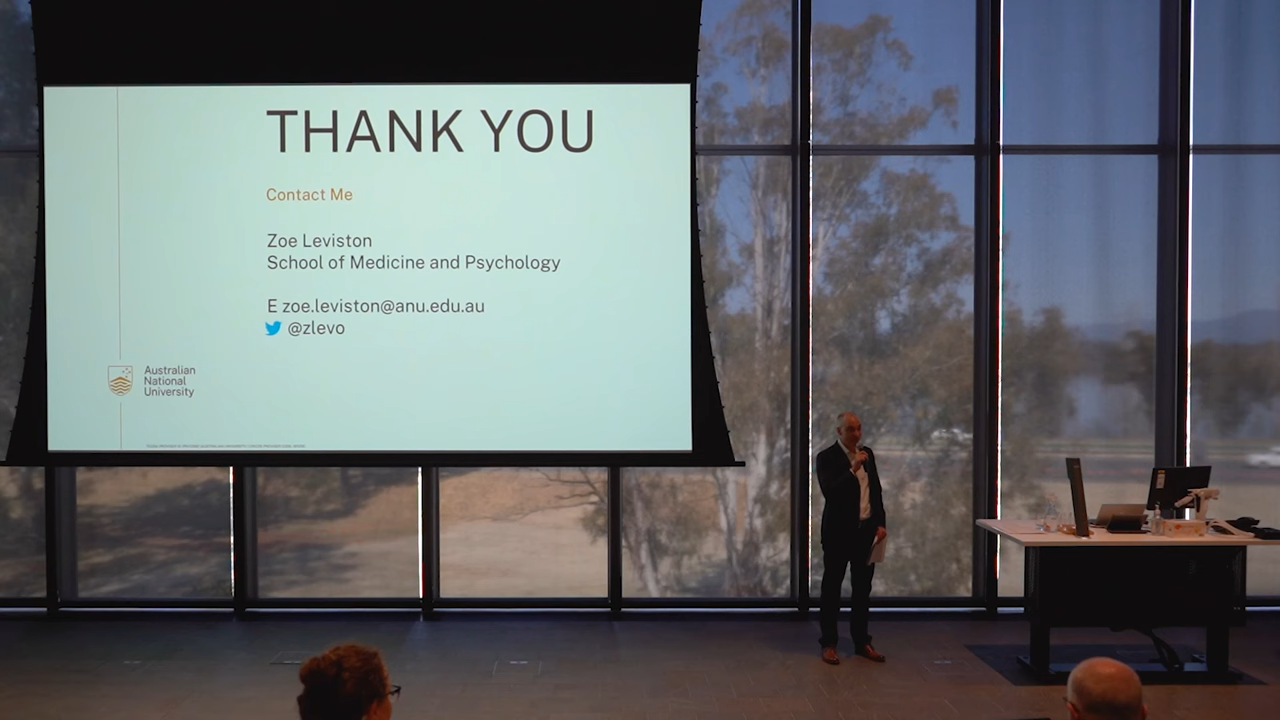 THANK YOU
Contact Me
Zoe Leviston
School of Medicine and Psychology
E zoe.leviston@anu.edu.au
@zlevo
Australian
National
University